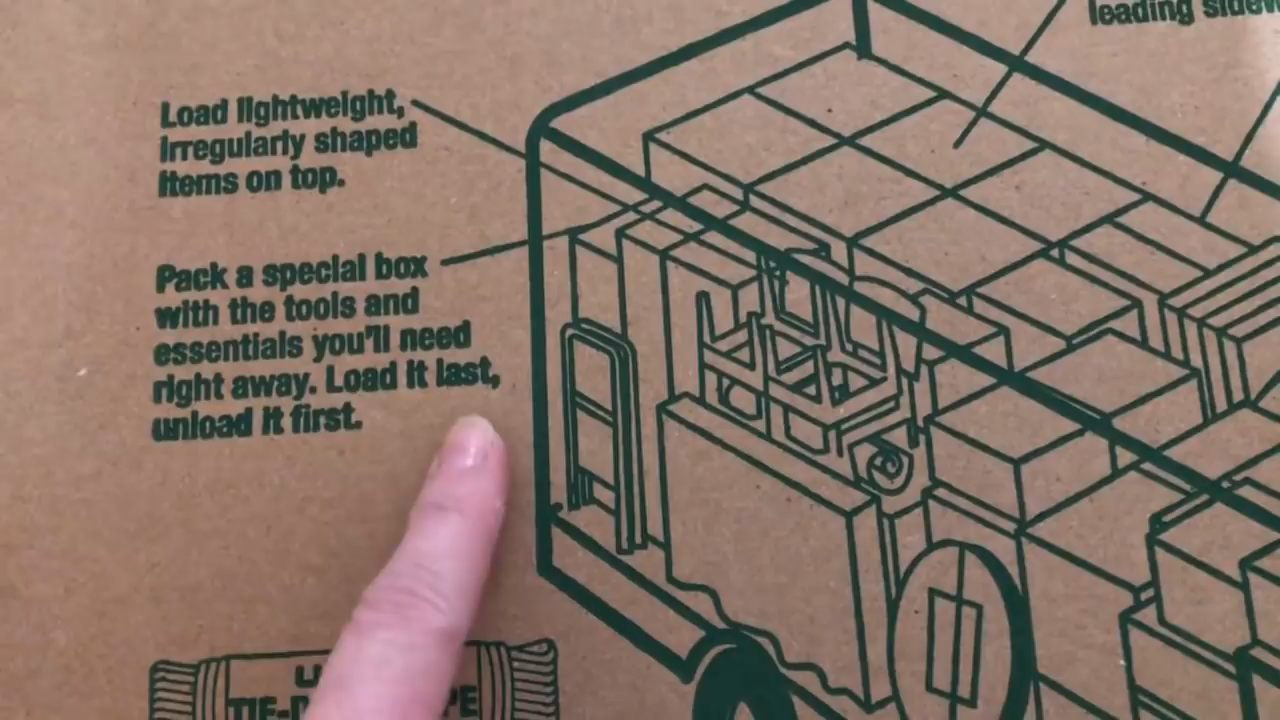 leading
Load lightweight,
irregularly shaped
items on top.
Pack a special box
with the tools and
essentials you'll need
right away. Load it last,
unload it first.